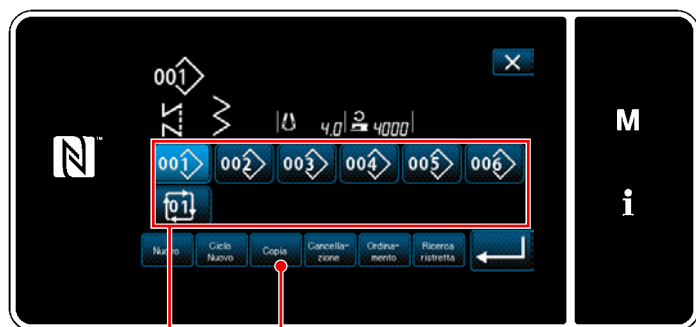 001
4.0 4000
M
001 002 003 004 005 006
01
i
Nuovo Ciclo Nuovo Copia Cancella-zione Ordina-mento Ricerca ristretta